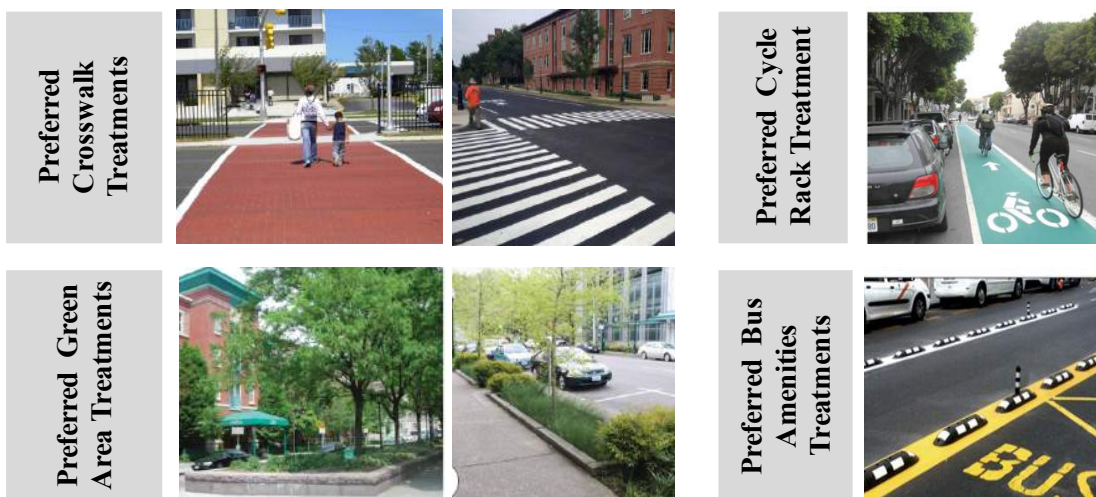 Preferred
Crosswalk
Treatments
Preferred Cycle
Rack Treatment
Preferred Green
Area Treatments
Preferred Bus
Amenities
Treatments
BUS